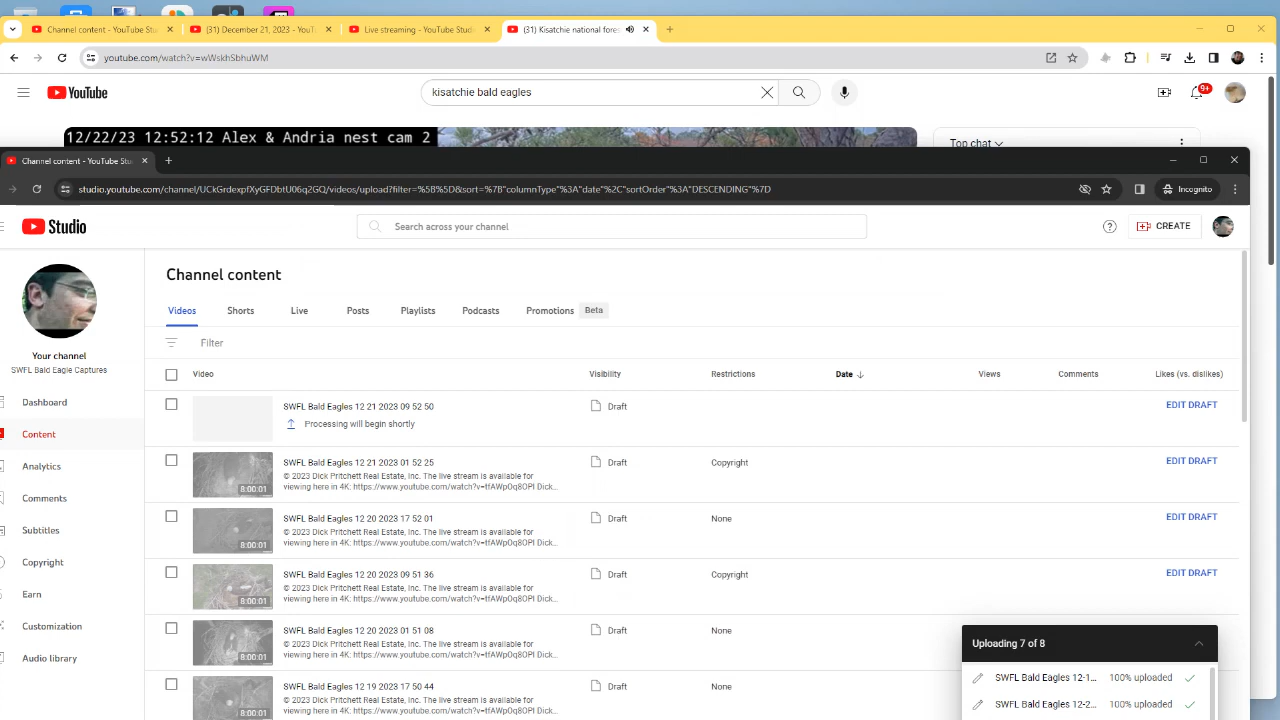 Channel content - YouTube Stu
(31) December 21, 2023 - YouT
Live streaming - YouTube Studi
(31) Kisatchie national fores
youtube.com/watch?v=wWskhSbhuWM
YouTube
kisatchie bald eagles
9+
12/22/23 12:52:12 Alex & Andria nest cam 2
Top chat
Channel content - YouTube Stu
studio.youtube.com/channel/UCkGrdexpfXyGFDbtU06q2GQ/videos/upload?filter=%5B%5D&sort=%7B"columnType"%3A"date"%2C"sortOrder"%3A"DESCENDING"%7D
Incognito
Studio
Search across your channel
CREATE
Channel content
Videos
Shorts
Live
Posts
Playlists
Podcasts
Promotions
Beta
Your channel
SWFL Bald Eagle Captures
Dashboard
Content
Analytics
Comments
Subtitles
Copyright
Earn
Customization
Audio library
Filter
Video
Visibility
Restrictions
Date
Views
Comments
Likes (vs. dislikes)
SWFL Bald Eagles 12 21 2023 09 52 50
Processing will begin shortly
Draft
EDIT DRAFT
8:00:01
SWFL Bald Eagles 12 21 2023 01 52 25
© 2023 Dick Pritchett Real Estate, Inc. The live stream is available for
viewing here in 4K: https://www.youtube.com/watch?v=tfAWpOq8OPI Dick...
Draft
Copyright
EDIT DRAFT
8:00:01
SWFL Bald Eagles 12 20 2023 17 52 01
© 2023 Dick Pritchett Real Estate, Inc. The live stream is available for
viewing here in 4K: https://www.youtube.com/watch?v=tfAWpOq8OPI Dick...
Draft
None
EDIT DRAFT
8:00:01
SWFL Bald Eagles 12 20 2023 09 51 36
© 2023 Dick Pritchett Real Estate, Inc. The live stream is available for
viewing here in 4K: https://www.youtube.com/watch?v=tfAWpOq8OPI Dick...
Draft
Copyright
EDIT DRAFT
8:00:01
SWFL Bald Eagles 12 20 2023 01 51 08
© 2023 Dick Pritchett Real Estate, Inc. The live stream is available for
viewing here in 4K: https://www.youtube.com/watch?v=tfAWpOq8OPI Dick...
Draft
None
8:00:01
SWFL Bald Eagles 12 19 2023 17 50 44
© 2023 Dick Pritchett Real Estate, Inc. The live stream is available for
viewing here in 4K: https://www.youtube.com/watch?v=tfAWpOq8OPI Dick...
Draft
None
Uploading 7 of 8
SWFL Bald Eagles 12-1... 100% uploaded
SWFL Bald Eagles 12-2... 100% uploaded